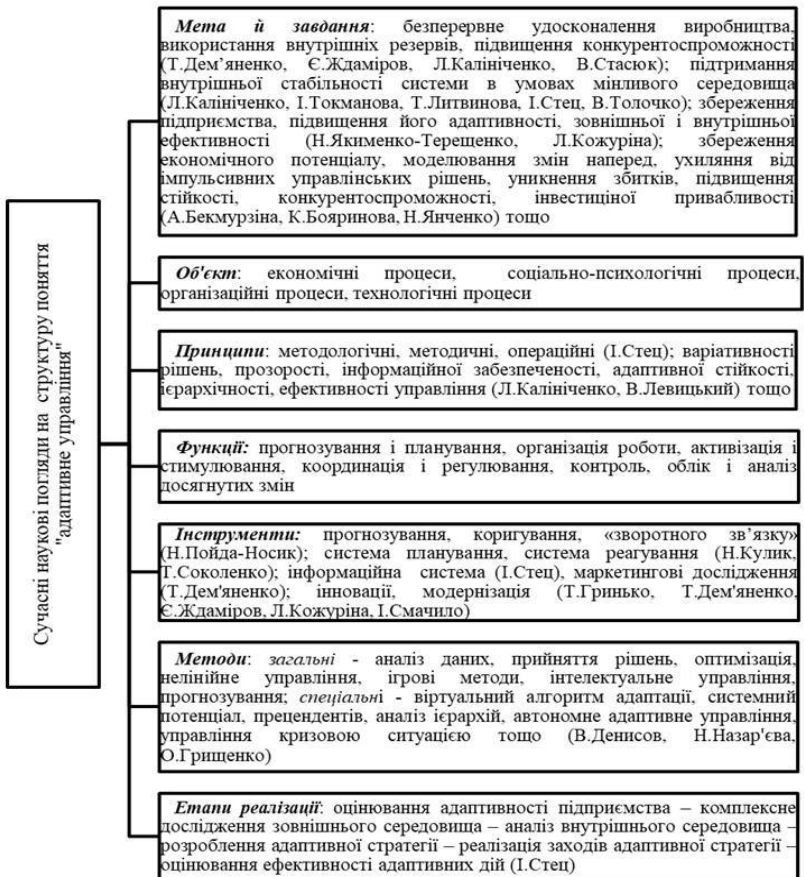 Сучасні наукові погляди на структуру поняття
"адаптивне управління"
Мета й завдання: безперервне удосконалення виробництва,
використання внутрішніх резервів, підвищення конкурентоспроможності
(Т.Дем’яненко, Є.Ждаміров, Л.Калініченко, В.Стасюк); підтримання
внутрішньої стабільності системи в умовах мінливого середовища
(Л.Калініченко, І.Токманова, Т.Литвинова, І.Стец, В.Толочко); збереження
підприємства, підвищення його адаптивності, зовнішньої і внутрішньої
ефективності (Н.Якименко-Терещенко, Л.Кожуріна); збереження
економічного потенціалу, моделювання змін наперед, ухиляння від
імпульсивних управлінських рішень, уникнення збитків, підвищення
стійкості, конкурентоспроможності, інвестиціної привабливості
(А.Бекмурзіна, К.Бояринова, Н.Янченко) тощо
Об'єкт: економічні процеси, соціально-психологічні процеси,
організаційні процеси, технологічні процеси
Принципи: методологічні, методичні, операційні (І.Стец); варіативності
рішень, прозорості, інформаційної забезпеченості, адаптивної стійкості,
ієрархічності, ефективності управління (Л.Калініченко, В.Левицький) тощо
Функції: прогнозування і планування, організація роботи, активізація і
стимулювання, координація і регулювання, контроль, облік і аналіз
досягнутих змін
Інструменти: прогнозування, коригування, «зворотного зв’язку»
(Н.Пойда-Носик); система планування, система реагування (Н.Кулик,
Т.Соколенко); інформаційна система (І.Стец), маркетингові дослідження
(Т.Дем'яненко); інновації, модернізація (Т.Гринько, Т.Дем'яненко,
Є.Ждаміров, Л.Кожуріна, І.Смачило)
Методи: загальні - аналіз даних, прийняття рішень, оптимізація,
нелінійне управління, ігрові методи, інтелектуальне управління,
прогнозування; спеціальні - віртуальний алгоритм адаптації, системний
потенціал, прецендентів, аналіз ієрархій, автономне адаптивне управління,
управління кризовою ситуацією тощо (В.Денисов, Н.Назар'єва,
О.Грищенко)
Етапи реалізації: оцінювання адаптивності підприємства – комплексне
дослідження зовнішнього середовища – аналіз внутрішнього середовища –
розроблення адаптивної стратегії – реалізація заходів адаптивної стратегії –
оцінювання ефективності адаптивних дій (І.Стец)